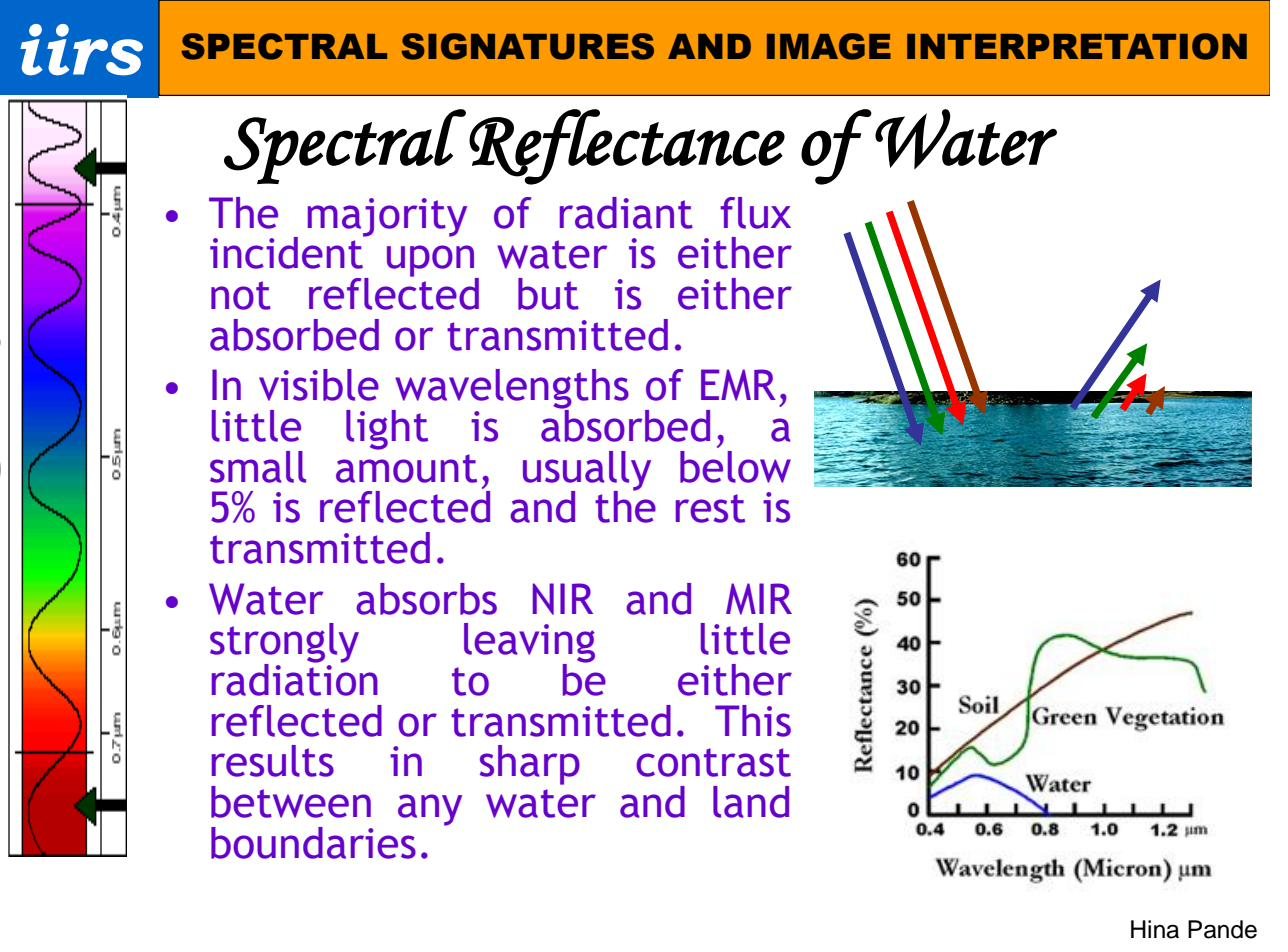 iirs
SPECTRAL SIGNATURES AND IMAGE INTERPRETATION
Spectral Reflectance of Water
• The majority of radiant flux
incident upon water is either
not reflected but is either
absorbed or transmitted.
• In visible wavelengths of EMR,
little light is absorbed, a
small amount, usually below
5% is reflected and the rest is
transmitted.
• Water absorbs NIR and MIR
strongly leaving little
radiation to be either
reflected or transmitted. This
results in sharp contrast
between any water and land
boundaries.
0.4µm
0.5µm
0.6µm
0.7µm
60
50
40
30
20
10
0
Reflectance (%)
Soil
Green Vegetation
Water
0.4 0.6 0.8 1.0 1.2 µm
Wavelength (Micron) µm
Hina Pande